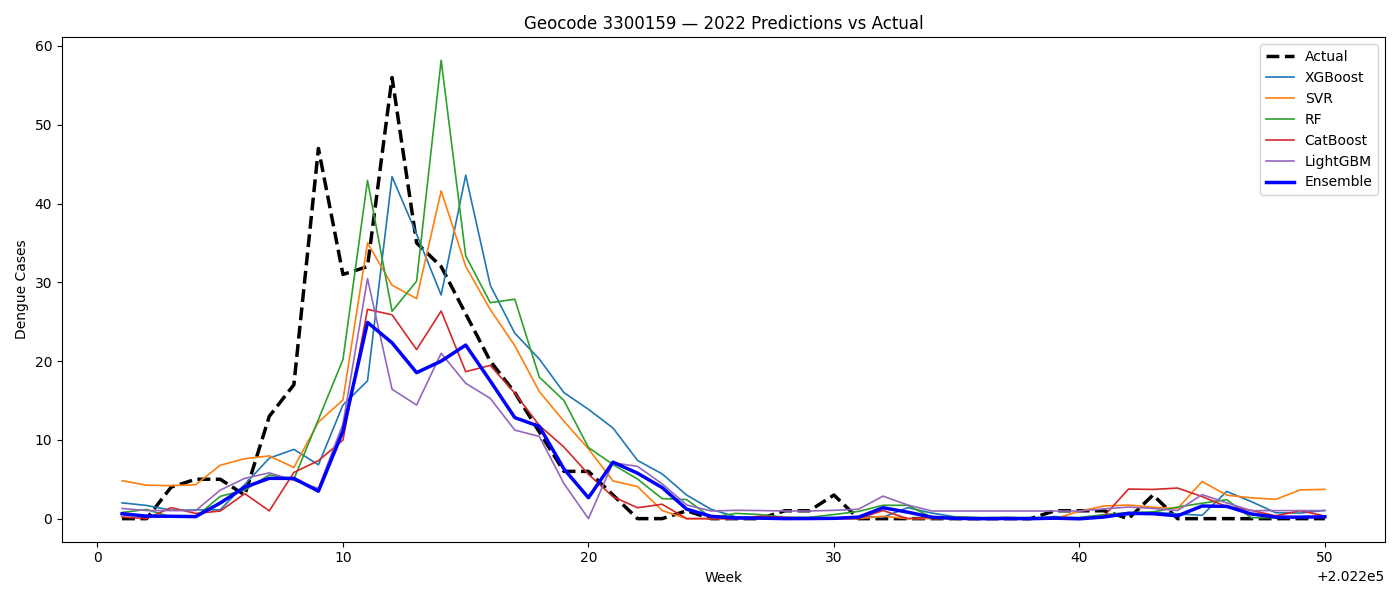 Geocode 3300159 — 2022 Predictions vs Actual
Dengue Cases
60
50
40
30
20
10
0
Actual
XGBoost
SVR
RF
CatBoost
LightGBM
Ensemble
0 10 20 30 40 50
Week
+2.022e5